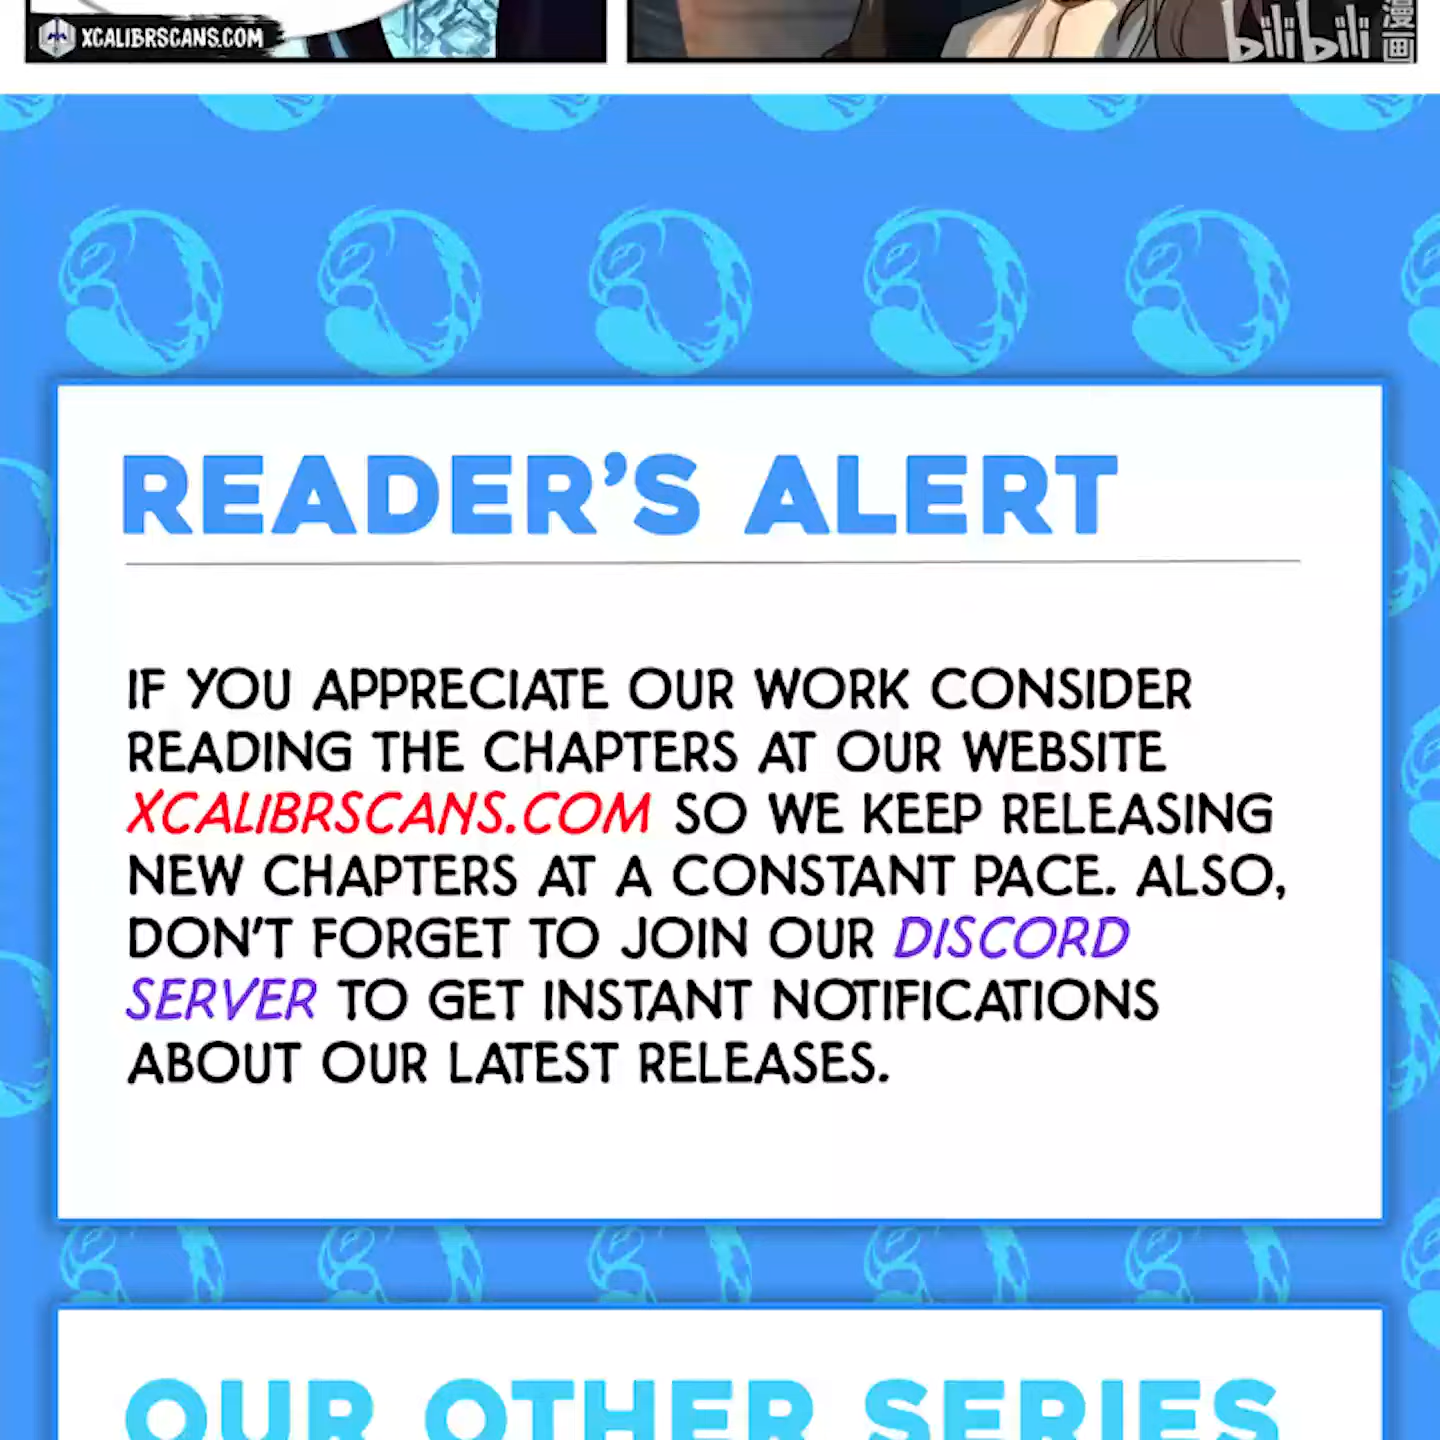 XCALIBRSCANS.COM
bilibili 漫画
READER'S ALERT
IF YOU APPRECIATE OUR WORK CONSIDER
READING THE CHAPTERS AT OUR WEBSITE
XCALIBRSCANS.COM SO WE KEEP RELEASING
NEW CHAPTERS AT A CONSTANT PACE. ALSO,
DON'T FORGET TO JOIN OUR DISCORD
SERVER TO GET INSTANT NOTIFICATIONS
ABOUT OUR LATEST RELEASES.
OUR OTHER SERIES